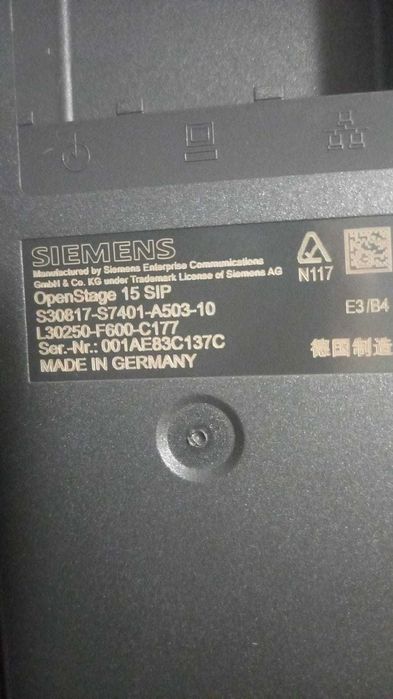 SIEMENS
Manufactured by Siemens Enterprise Communications
GmbH & Co. KG under Trademark License of Siemens AG
OpenStage 15 SIP
S30817-S7401-A503-10
L30250-F600-C177
Ser.-Nr.: 001AE83C137C
MADE IN GERMANY
N117
E3/B4
德国制造